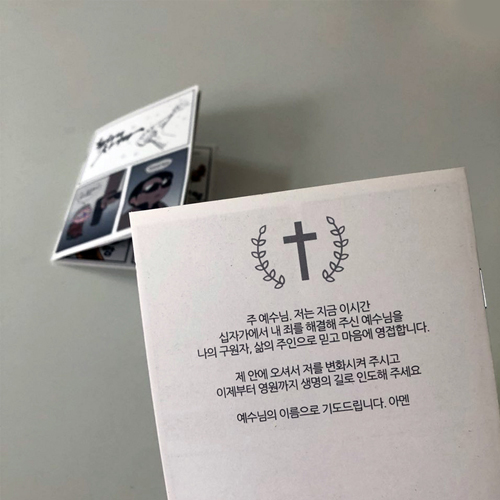 주 예수님. 저는 지금 이시간
십자가에서 내 죄를 해결해 주신 예수님을
나의 구원자, 삶의 주인으로 믿고 마음에 영접합니다.
제 안에 오셔서 저를 변화시켜 주시고
이제부터 영원까지 생명의 길로 인도해 주세요
예수님의 이름으로 기도드립니다. 아멘